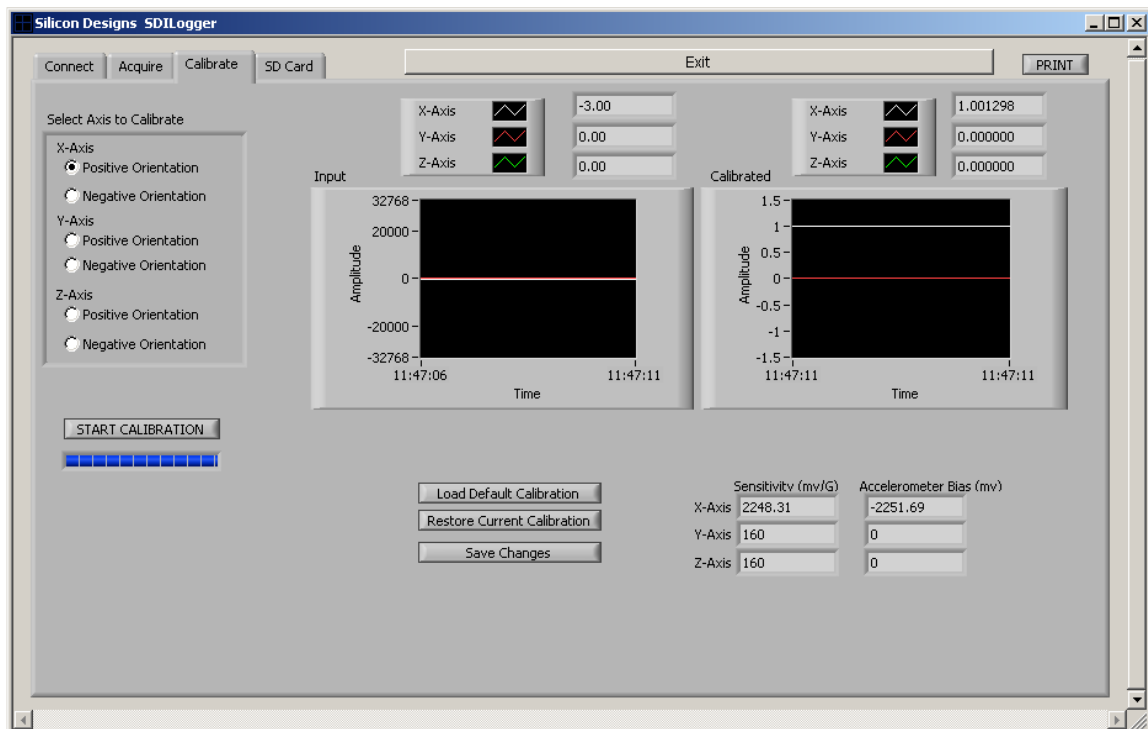 Silicon Designs SDILogger
Connect
Acquire
Calibrate
SD Card
Exit
PRINT
Select Axis to Calibrate
X-Axis
Positive Orientation
Negative Orientation
Y-Axis
Positive Orientation
Negative Orientation
Z-Axis
Positive Orientation
Negative Orientation
START CALIBRATION
X-Axis
-3.00
Y-Axis
0.00
Z-Axis
0.00
Input
32768
20000
0
-20000
-32768
Amplitude
11:47:06
11:47:11
Time
X-Axis
1.001298
Y-Axis
0.000000
Z-Axis
0.000000
Calibrated
1.5
1
0.5
0
-0.5
-1
-1.5
Amplitude
11:47:11
11:47:11
Time
Load Default Calibration
Restore Current Calibration
Save Changes
Sensitivity (mv/G)
Accelerometer Bias (mv)
X-Axis
2248.31
-2251.69
Y-Axis
160
0
Z-Axis
160
0